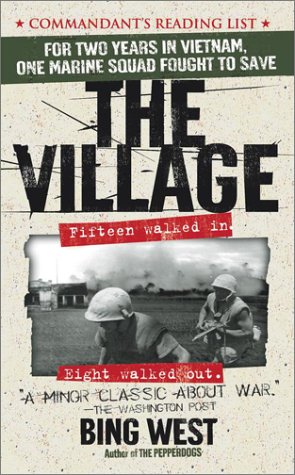 ★ COMMANDANT'S READING LIST ★
FOR TWO YEARS IN VIETNAM,
ONE MARINE SQUAD FOUGHT TO SAVE
THE
VILLAGE
Fifteen walked in.
Eight walked out.
"A MINOR CLASSIC ABOUT WAR."
—THE WASHINGTON POST
BING WEST
Author of THE PEPPERDOGS